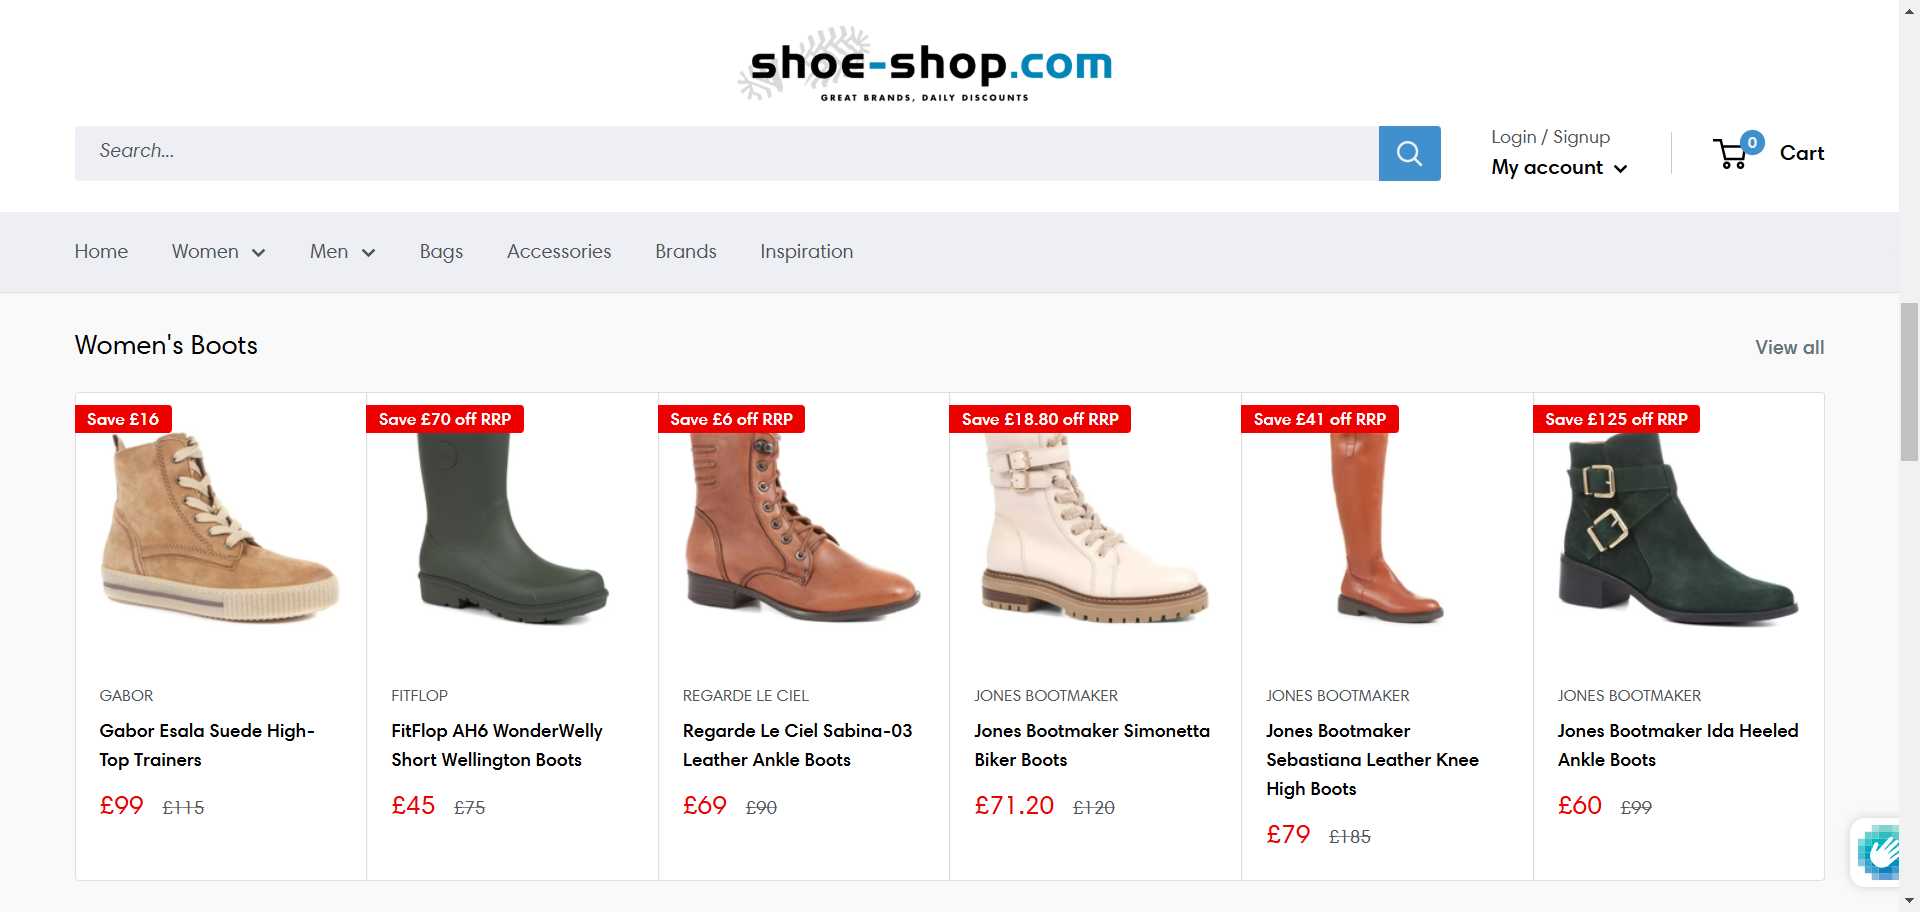 shoe-shop.com
GREAT BRANDS, DAILY DISCOUNTS
Search...
Login / Signup
My account
0
Cart
Home
Women
Men
Bags
Accessories
Brands
Inspiration
Women's Boots
View all
Save £16
Save £70 off RRP
Save £6 off RRP
Save £18.80 off RRP
Save £41 off RRP
Save £125 off RRP
GABOR
Gabor Esala Suede High-
Top Trainers
£99 £115
FITFLOP
FitFlop AH6 WonderWelly
Short Wellington Boots
£45 £75
REGARDE LE CIEL
Regarde Le Ciel Sabina-03
Leather Ankle Boots
£69 £90
JONES BOOTMAKER
Jones Bootmaker Simonetta
Biker Boots
£71.20 £120
JONES BOOTMAKER
Jones Bootmaker
Sebastiana Leather Knee
High Boots
£79 £185
JONES BOOTMAKER
Jones Bootmaker Ida Heeled
Ankle Boots
£60 £99